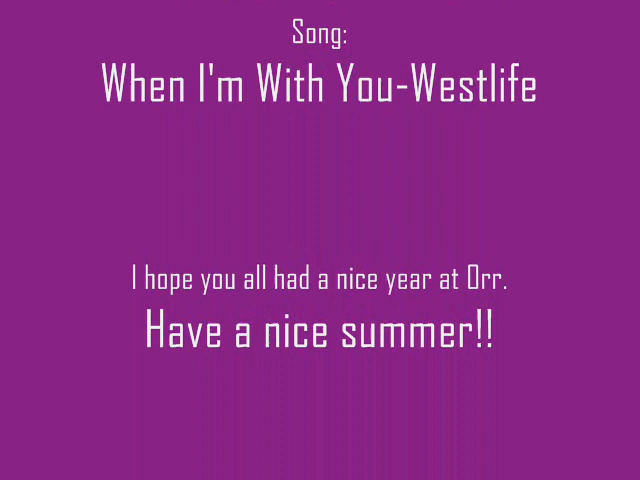 Song:
When I'm With You-Westlife
I hope you all had a nice year at Orr.
Have a nice summer!!